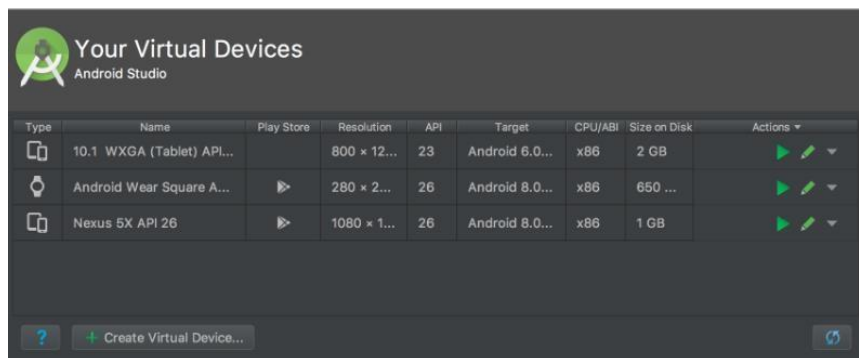 Your Virtual Devices
Android Studio
Type Name Play Store Resolution API Target CPU/ABI Size on Disk Actions
10.1 WXGA (Tablet) API... 800 × 12... 23 Android 6.0... x86 2 GB
Android Wear Square A... 280 × 2... 26 Android 8.0... x86 650 ...
Nexus 5X API 26 1080 × 1... 26 Android 8.0... x86 1 GB
? + Create Virtual Device...